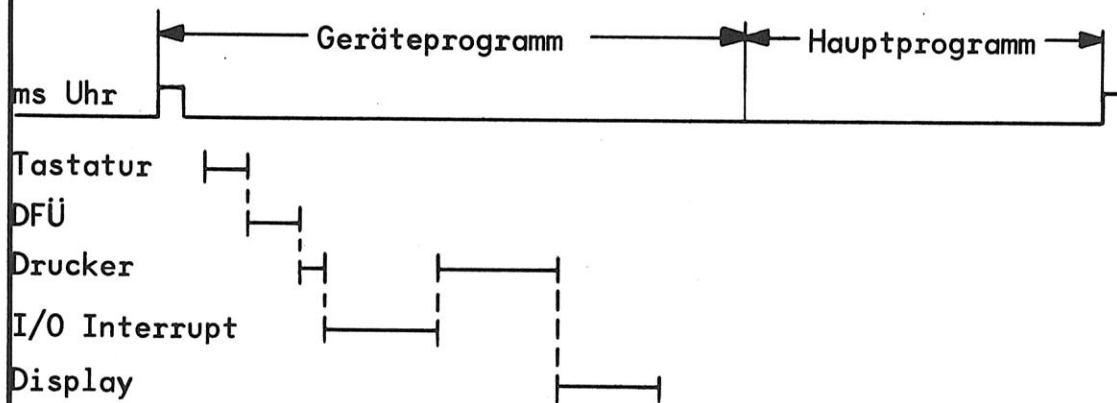 Geräteprogramm
Hauptprogramm
ms Uhr
Tastatur
DFÜ
Drucker
I/O Interrupt
Display